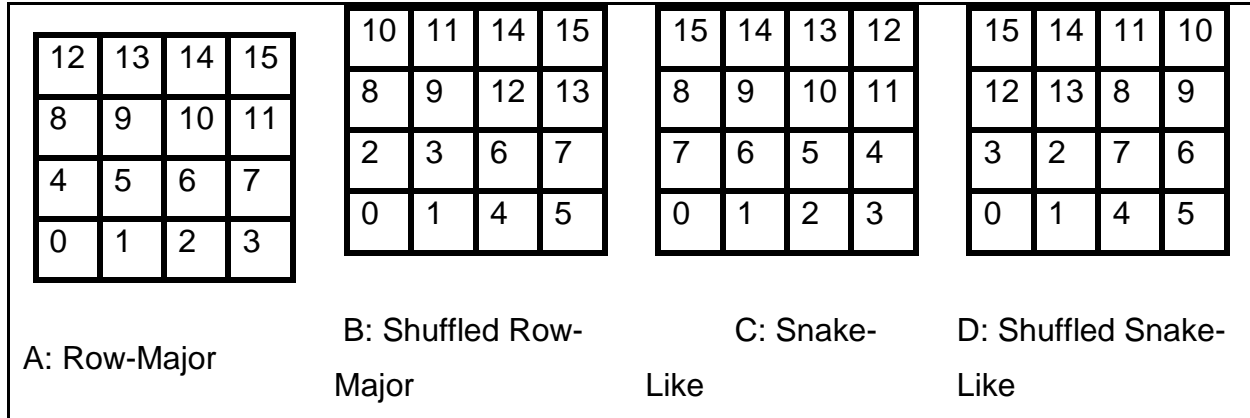 12 13 14 15
8 9 10 11
4 5 6 7
0 1 2 3
A: Row-Major
10 11 14 15
8 9 12 13
2 3 6 7
0 1 4 5
B: Shuffled Row-
Major
15 14 13 12
8 9 10 11
7 6 5 4
0 1 2 3
C: Snake-
Like
15 14 11 10
12 13 8 9
3 2 7 6
0 1 4 5
D: Shuffled Snake-
Like